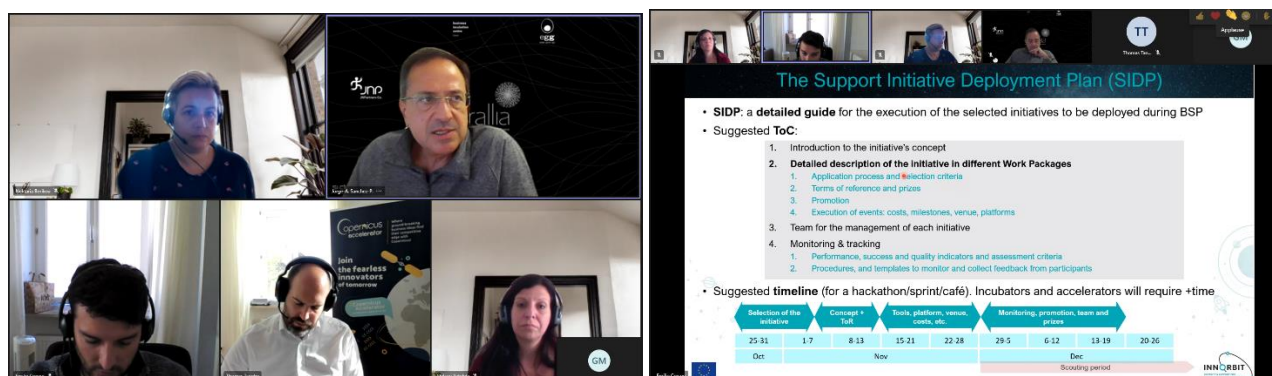 business
incubation
centre
egg
JNP
rallia
Copernicus
accelerator
Join
the fearless
innovators
of tomorrow
GM
TT
GM
Applause
The Support Initiative Deployment Plan (SIDP)
• SIDP: a detailed guide for the execution of the selected initiatives to be deployed during BSP
• Suggested ToC:
1. Introduction to the initiative's concept
2. Detailed description of the initiative in different Work Packages
1. Application process and selection criteria
2. Terms of reference and prizes
3. Promotion
4. Execution of events: costs, milestones, venue, platforms
3. Team for the management of each initiative
4. Monitoring & tracking
1. Performance, success and quality indicators and assessment criteria
2. Procedures, and templates to monitor and collect feedback from participants
• Suggested timeline (for a hackathon/sprint/café). Incubators and accelerators will require +time
Selection of the initiative
Concept + ToR
Tools, platform, venue, costs, etc.
Monitoring, promotion, team and prizes
25-31 1-7 8-13 15-21 22-28 29-5 6-12 13-19 20-26
Oct Nov Dec
Scouting period
INNORBIT